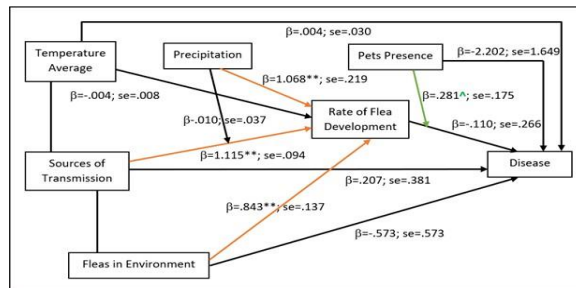 β=.004; se=.030
Temperature
Average
Precipitation
Pets Presence
β=-2.202; se=1.649
β=1.068**; se=.219
β=-.004; se=.008
β=.281^; se=.175
β-.010; se=.037
Rate of Flea
Development
β=-.110; se=.266
Sources of
Transmission
β=1.115**; se=.094
Disease
β=.207; se=.381
β=.843**; se=.137
β=-.573; se=.573
Fleas in Environment